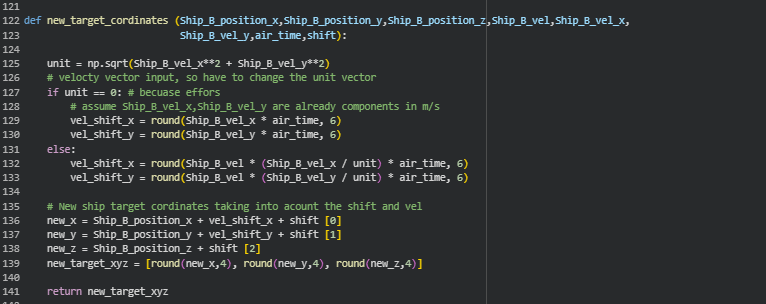 121
122 def new_target_cordinates (Ship_B_position_x,Ship_B_position_y,Ship_B_position_z,Ship_B_vel,Ship_B_vel_x,
123                            Ship_B_vel_y,air_time,shift):
124
125     unit = np.sqrt(Ship_B_vel_x**2 + Ship_B_vel_y**2)
126     # velocty vector input, so have to change the unit vector
127     if unit == 0: # becuase effors
128         # assume Ship_B_vel_x,Ship_B_vel_y are already components in m/s
129         vel_shift_x = round(Ship_B_vel_x * air_time, 6)
130         vel_shift_y = round(Ship_B_vel_y * air_time, 6)
131     else:
132         vel_shift_x = round(Ship_B_vel * (Ship_B_vel_x / unit) * air_time, 6)
133         vel_shift_y = round(Ship_B_vel * (Ship_B_vel_y / unit) * air_time, 6)
134
135     # New ship target cordinates taking into acount the shift and vel
136     new_x = Ship_B_position_x + vel_shift_x + shift [0]
137     new_y = Ship_B_position_y + vel_shift_y + shift [1]
138     new_z = Ship_B_position_z + shift [2]
139     new_target_xyz = [round(new_x,4), round(new_y,4), round(new_z,4)]
140
141     return new_target_xyz